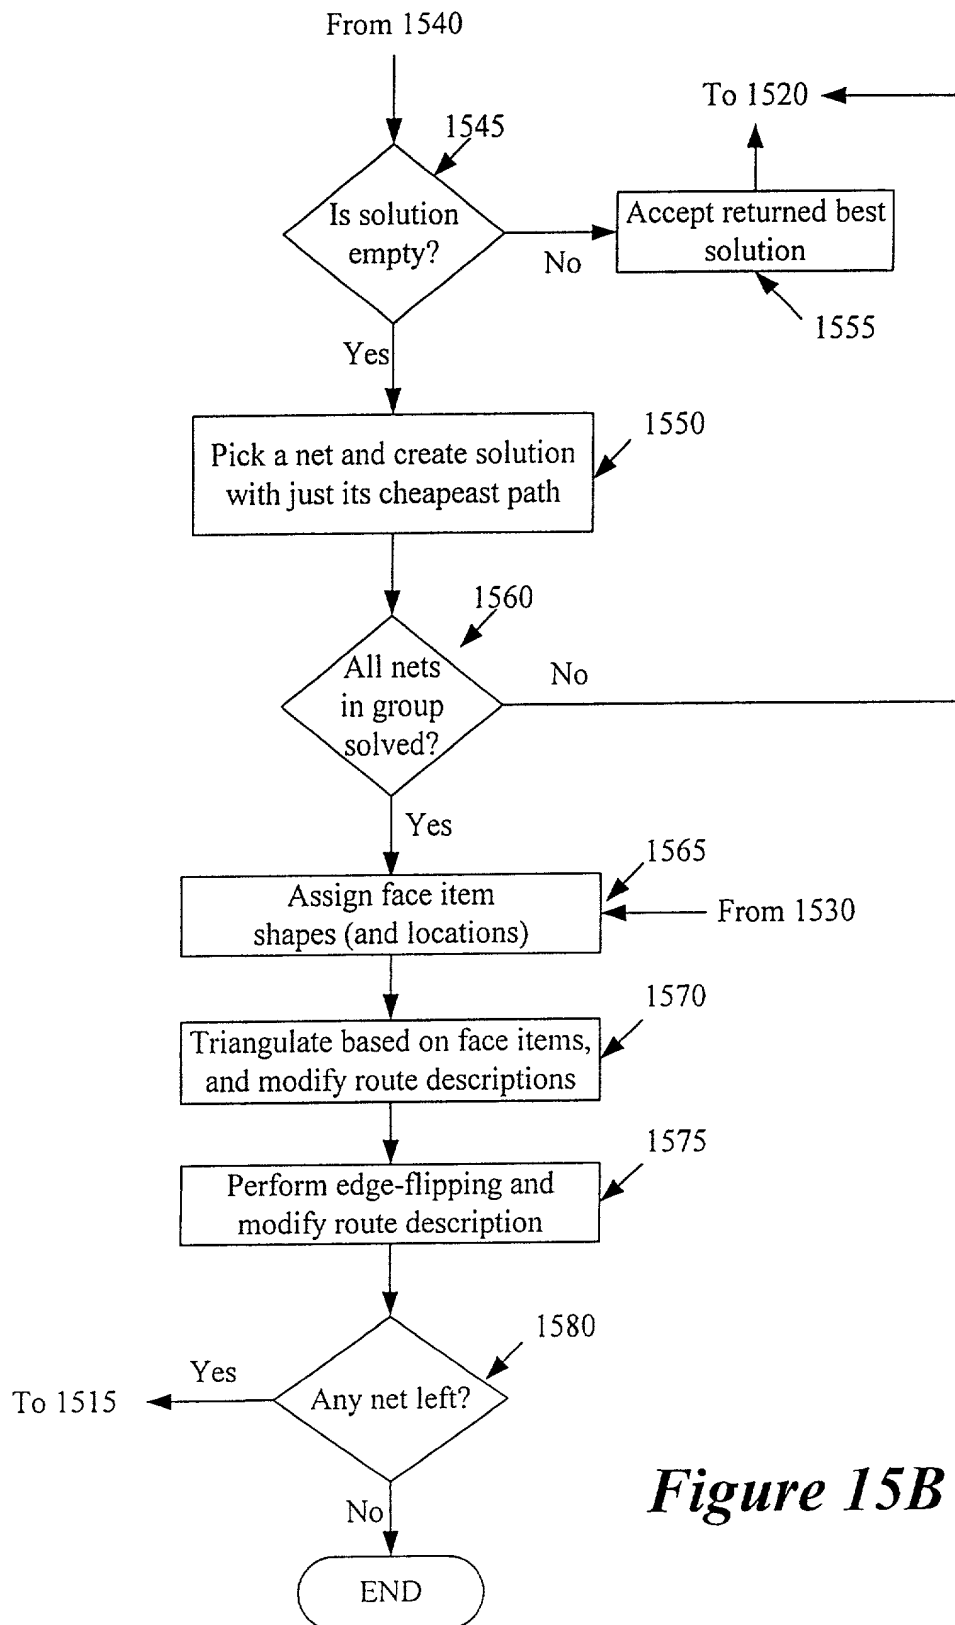 From 1540
To 1520
1545
Is solution
empty?
No
Accept returned best
solution
1555
Yes
1550
Pick a net and create solution
with just its cheapeast path
1560
All nets
in group
solved?
No
Yes
1565
Assign face item
shapes (and locations)
From 1530
1570
Triangulate based on face items,
and modify route descriptions
1575
Perform edge-flipping and
modify route description
1580
Yes
Any net left?
To 1515
No
END
Figure 15B